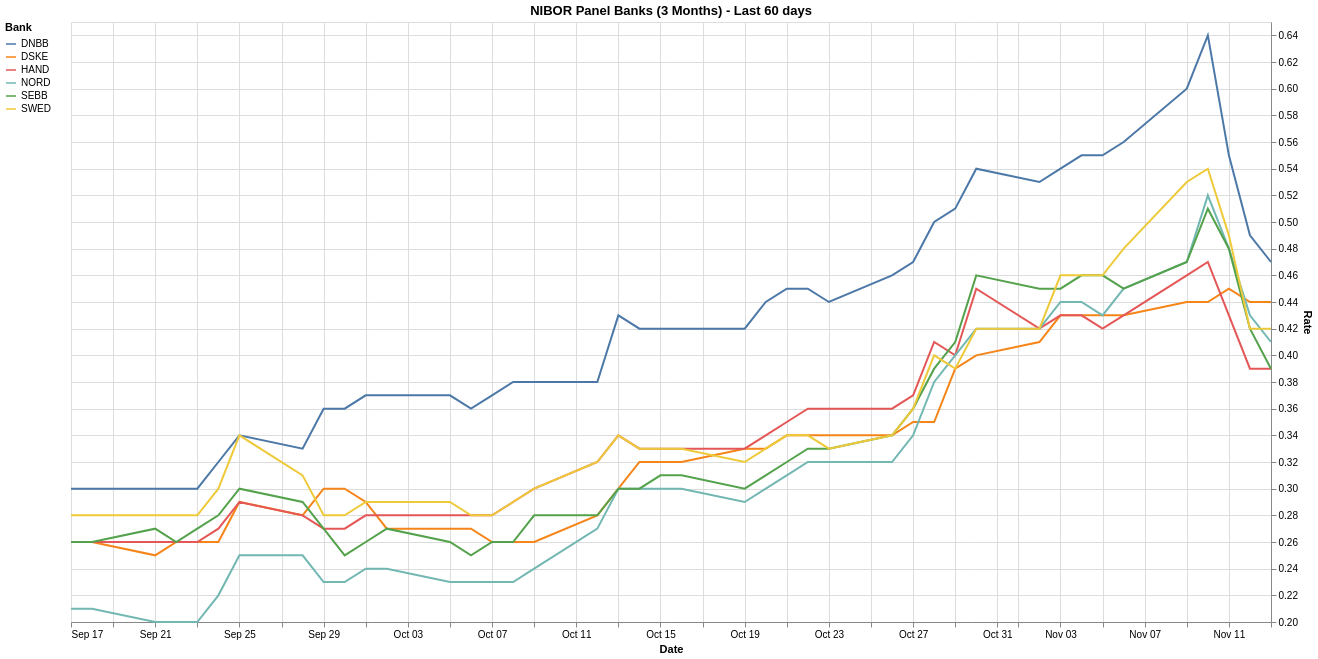 NIBOR Panel Banks (3 Months) - Last 60 days
Bank
DNBB
DSKE
HAND
NORD
SEBB
SWED
0.64
0.62
0.60
0.58
0.56
0.54
0.52
0.50
0.48
0.46
0.44
0.42
0.40
0.38
0.36
0.34
0.32
0.30
0.28
0.26
0.24
0.22
0.20
Rate
Sep 17 Sep 21 Sep 25 Sep 29 Oct 03 Oct 07 Oct 11 Oct 15 Oct 19 Oct 23 Oct 27 Oct 31 Nov 03 Nov 07 Nov 11
Date